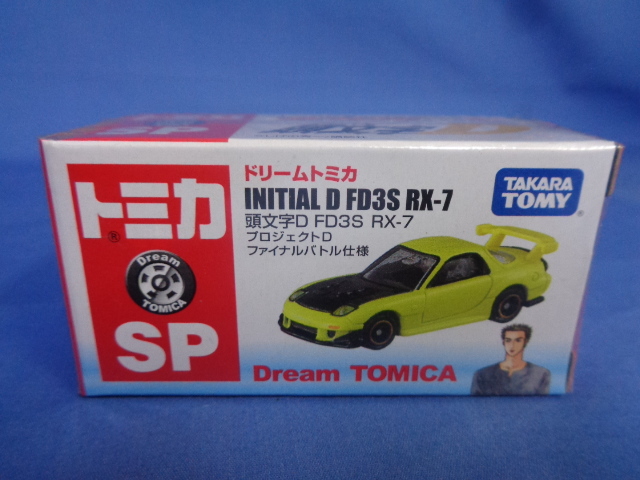 トミカ
®
Dream
TOMICA
SP
ドリームトミカ
INITIAL D FD3S RX-7
頭文字D FD3S RX-7
プロジェクトD
ファイナルバトル仕様
TAKARA
TOMY
Dream TOMICA